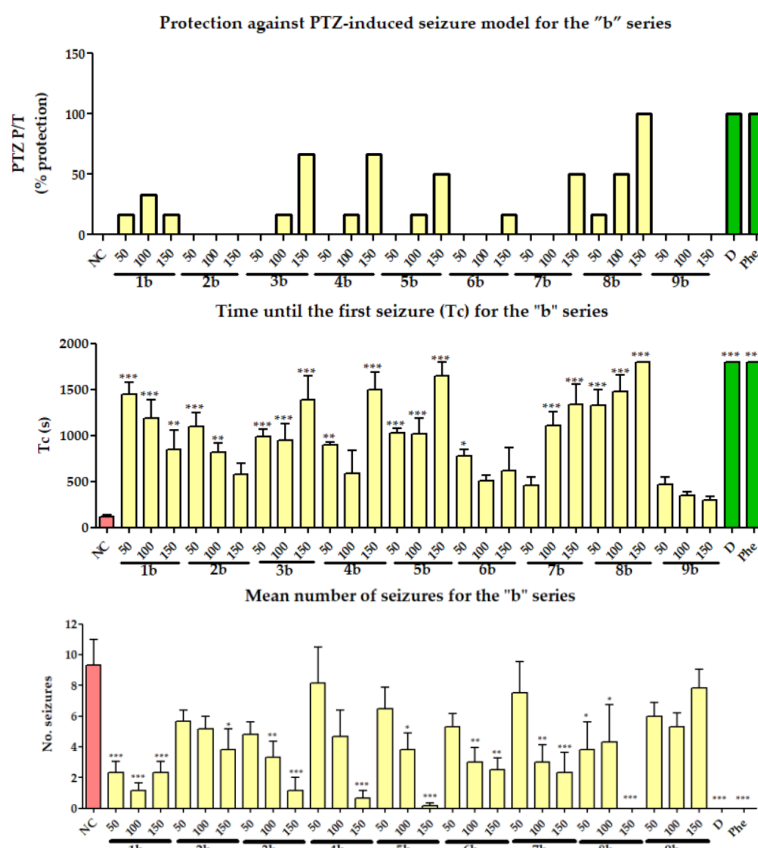 Protection against PTZ-induced seizure model for the "b" series
PTZ P/T
(% protection)
150
100
50
0
NC 50 100 150 50 100 150 50 100 150 50 100 150 50 100 150 50 100 150 50 100 150 50 100 150 50 100 150 D Phe
1b 2b 3b 4b 5b 6b 7b 8b 9b
Time until the first seizure (Tc) for the "b" series
Tc (s)
2000
1500
1000
500
0
*** *** ** *** ** *** *** *** ** *** *** *** *** * *** *** *** *** *** *** **
NC 50 100 150 50 100 150 50 100 150 50 100 150 50 100 150 50 100 150 50 100 150 50 100 150 50 100 150 D Phe
1b 2b 3b 4b 5b 6b 7b 8b 9b
Mean number of seizures for the "b" series
No. seizures
12
10
8
6
4
2
0
*** *** *** * ** *** *** * *** ** ** ** *** * * *** *** ***
NC 50 100 150 50 100 150 50 100 150 50 100 150 50 100 150 50 100 150 50 100 150 50 100 150 50 100 150 D Phe